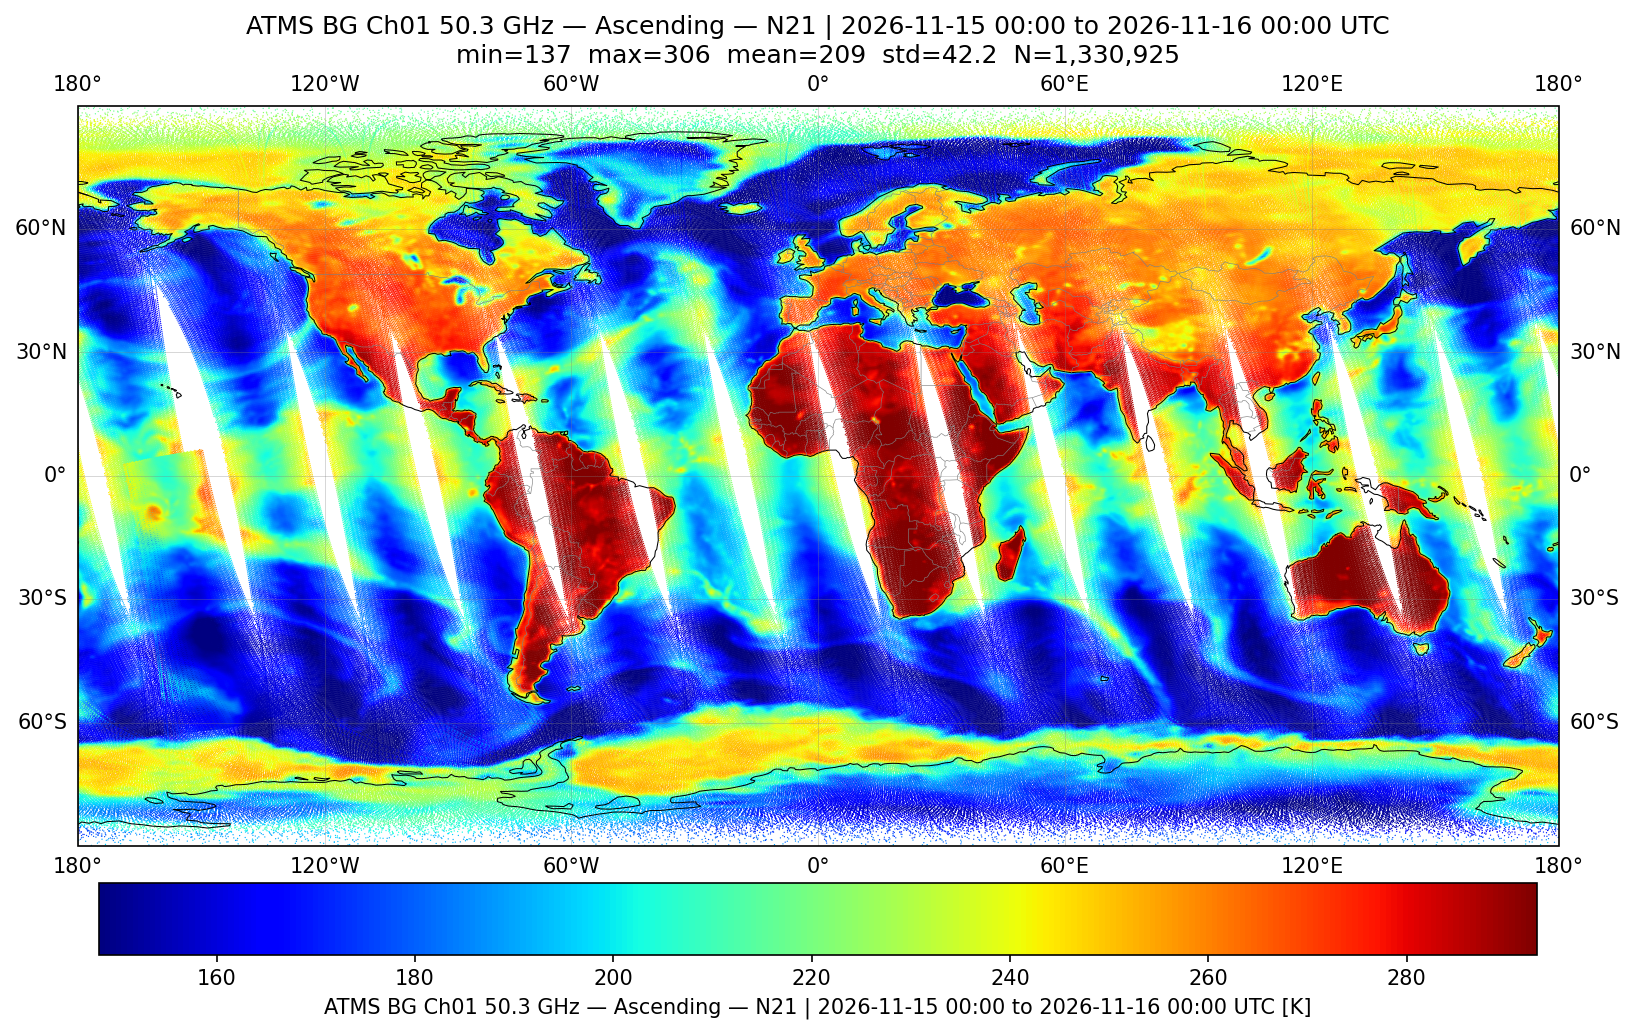 ATMS BG Ch01 50.3 GHz — Ascending — N21 | 2026-11-15 00:00 to 2026-11-16 00:00 UTC
min=137  max=306  mean=209  std=42.2  N=1,330,925
180° 120°W 60°W 0° 60°E 120°E 180°
60°N 60°N
30°N 30°N
0° 0°
30°S 30°S
60°S 60°S
180° 120°W 60°W 0° 60°E 120°E 180°
160 180 200 220 240 260 280
ATMS BG Ch01 50.3 GHz — Ascending — N21 | 2026-11-15 00:00 to 2026-11-16 00:00 UTC [K]